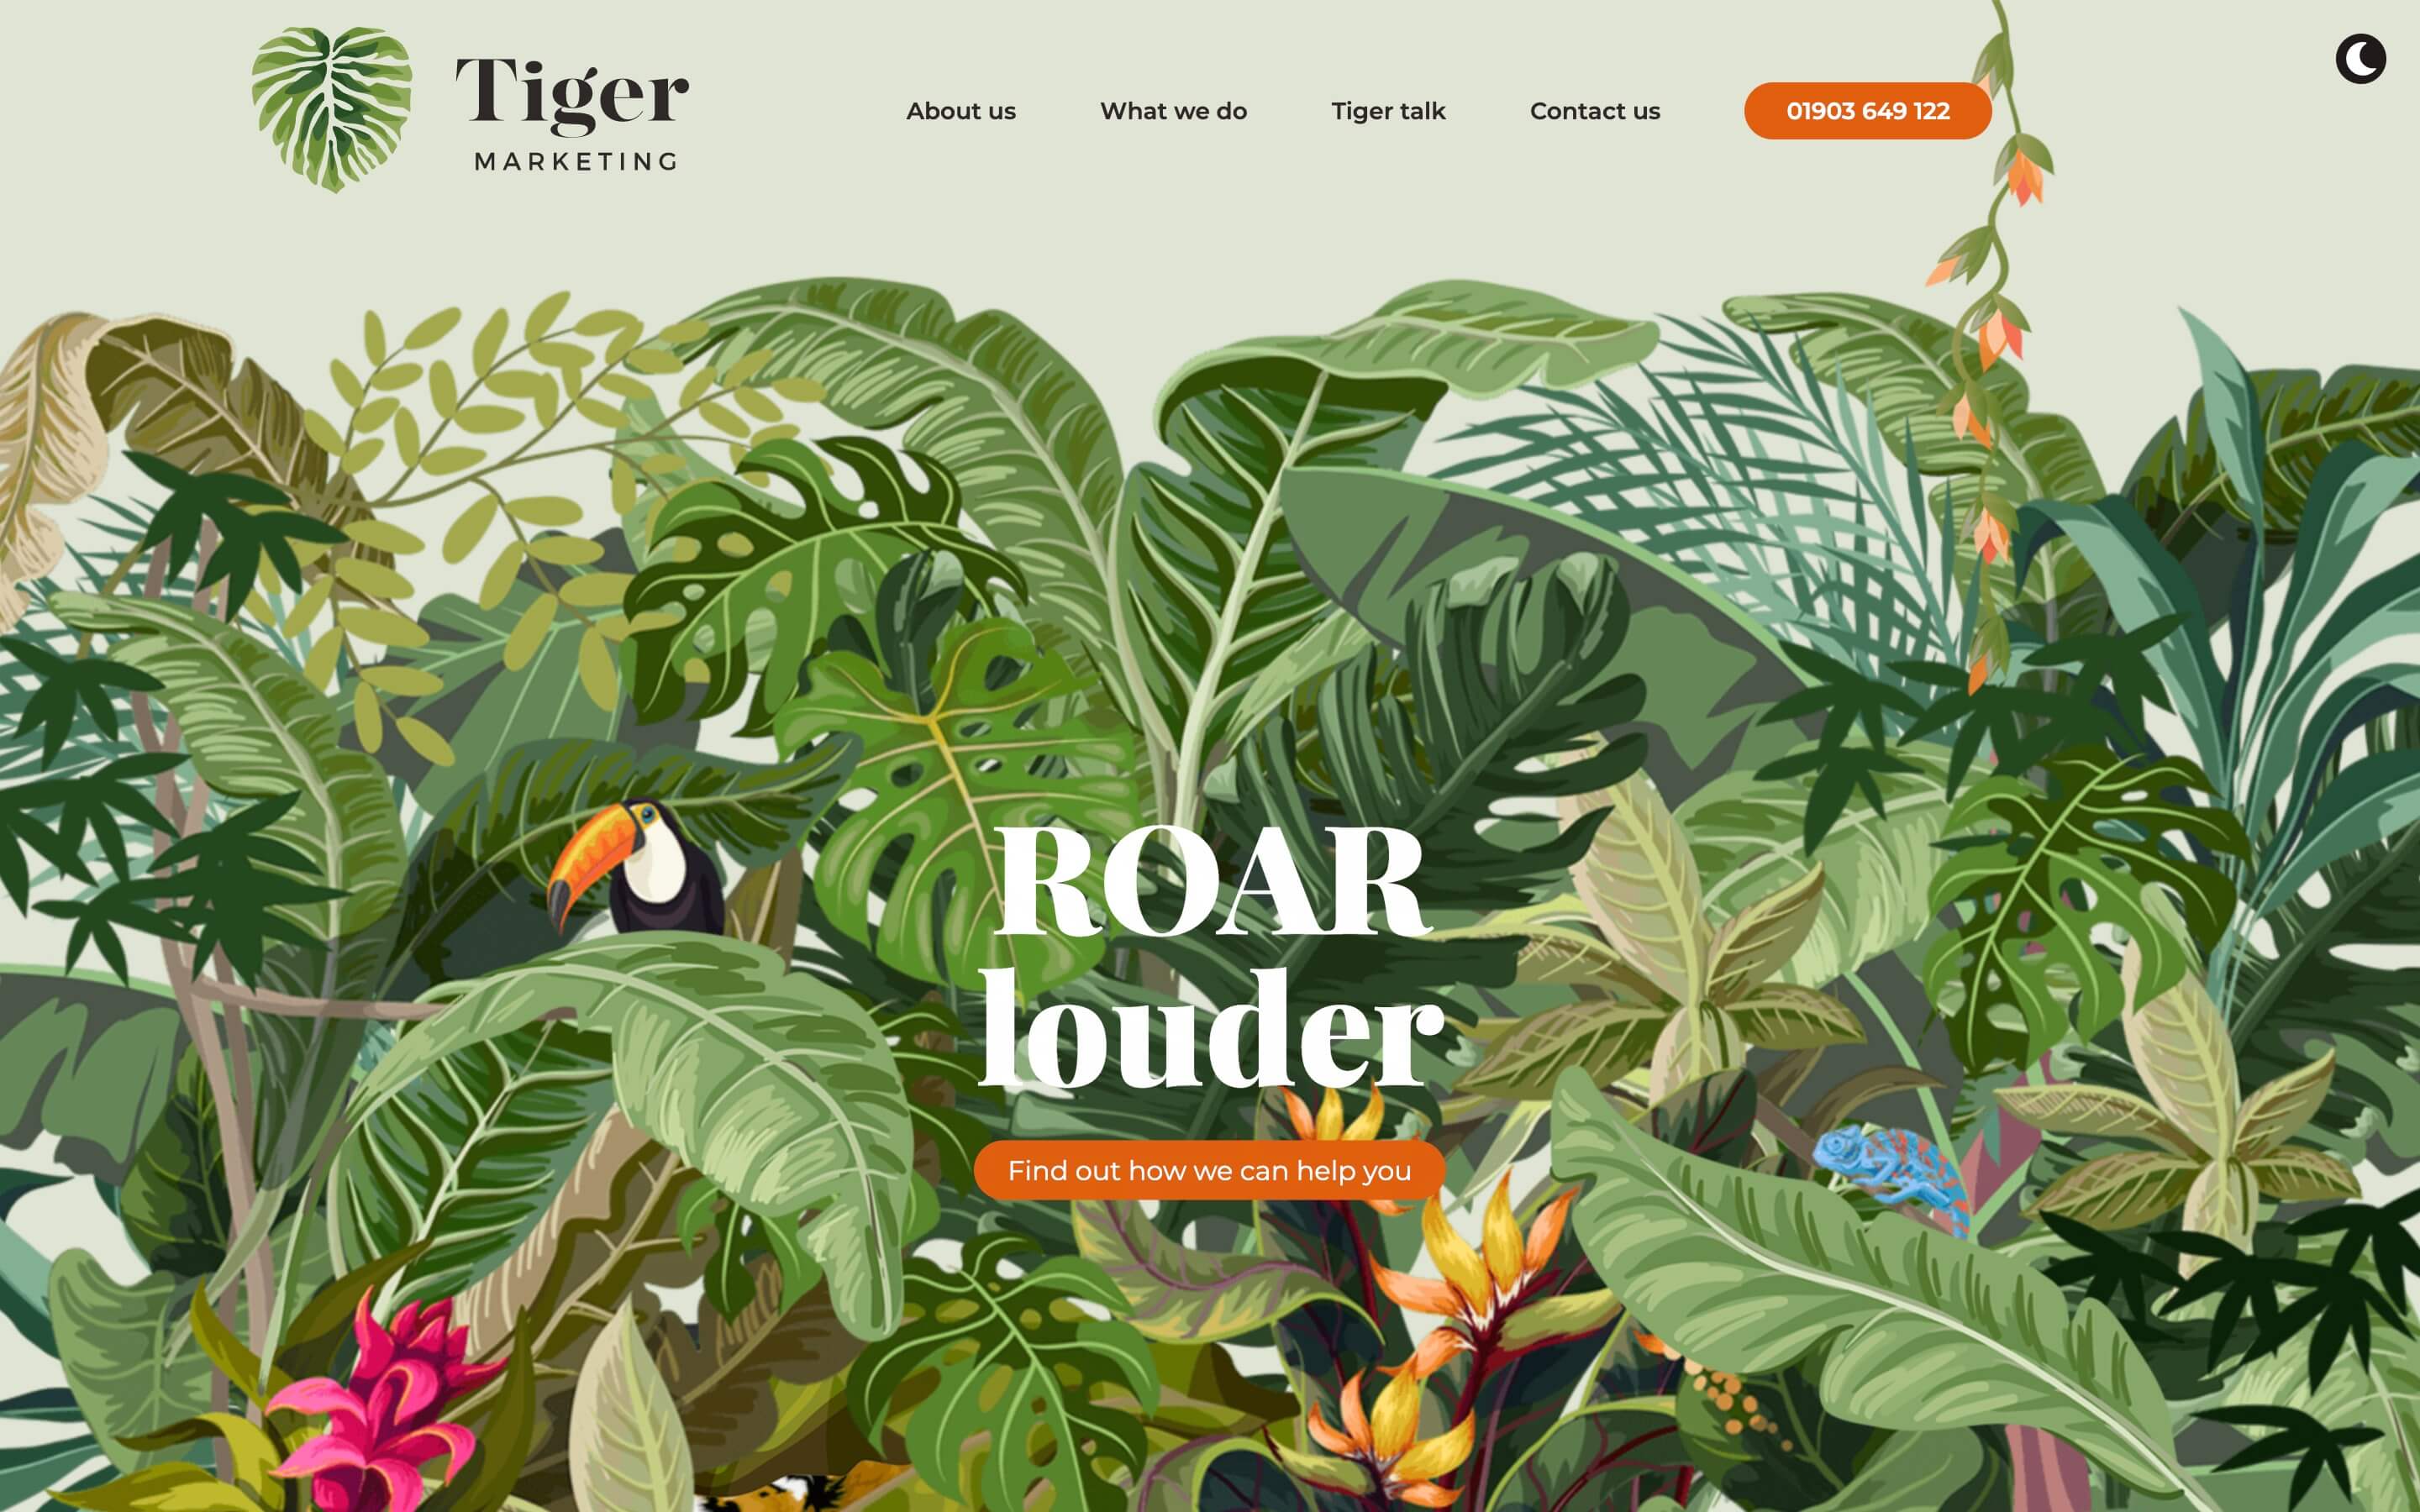 Tiger
MARKETING
About us
What we do
Tiger talk
Contact us
01903 649 122
ROAR
louder
Find out how we can help you